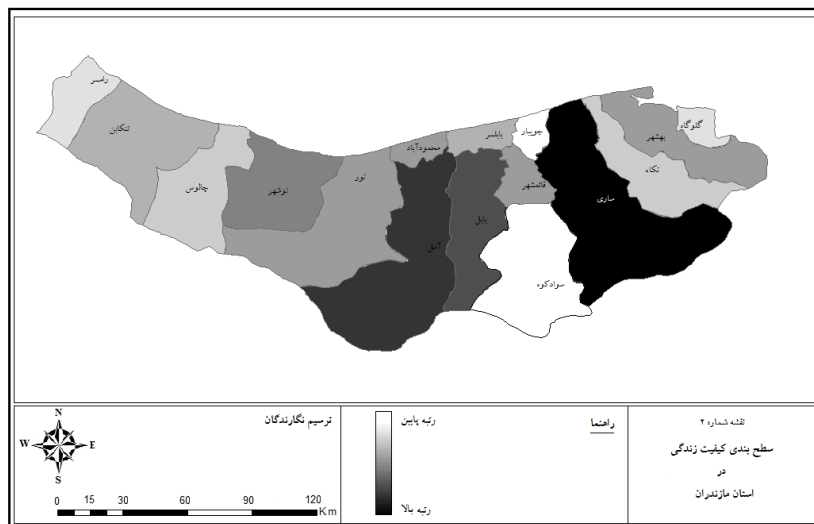 رامسر
تنکابن
چالوس
نوشهر
نور
محمودآباد
آمل
بابل
بابلسر
جویبار
قائمشهر
سوادکوه
ساری
نکاء
بهشهر
گلوگاه
نقشه شماره ۲
سطح بندی کیفیت زندگی
در
استان مازندران
راهنما
رتبه پایین
رتبه بالا
ترسیم نگارندگان
N
W E
S
0 15 30 60 90 120
Km